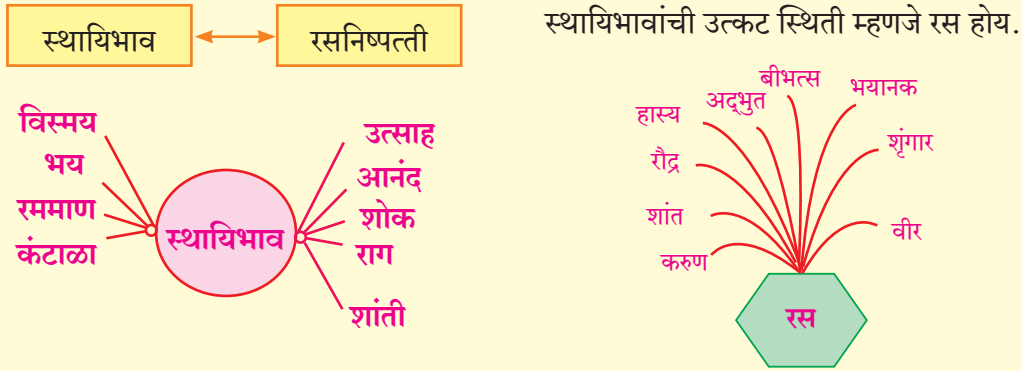 स्थायिभाव
रसनिष्पत्ती
स्थायिभावांची उत्कट स्थिती म्हणजे रस होय.
विस्मय
भय
रममाण
कंटाळा
स्थायिभाव
उत्साह
आनंद
शोक
राग
शांती
बीभत्स
अद्‌भुत
भयानक
हास्य
शृंगार
रौद्र
शांत
वीर
करुण
रस